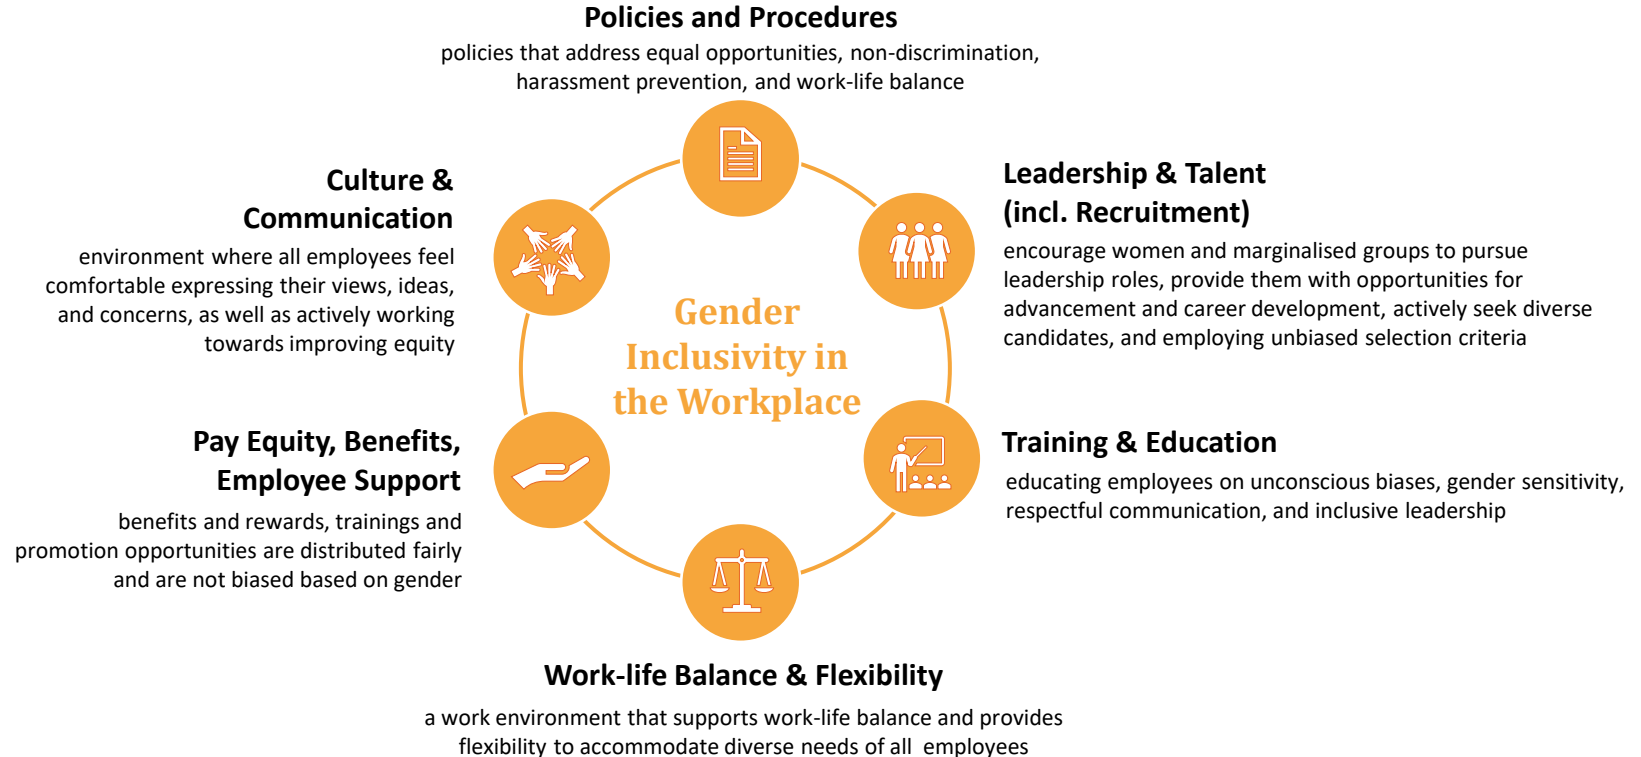 Policies and Procedures
policies that address equal opportunities, non-discrimination,
harassment prevention, and work-life balance
Leadership & Talent
(incl. Recruitment)
encourage women and marginalised groups to pursue
leadership roles, provide them with opportunities for
advancement and career development, actively seek diverse
candidates, and employing unbiased selection criteria
Training & Education
educating employees on unconscious biases, gender sensitivity,
respectful communication, and inclusive leadership
Work-life Balance & Flexibility
a work environment that supports work-life balance and provides
flexibility to accommodate diverse needs of all  employees
Pay Equity, Benefits,
Employee Support
benefits and rewards, trainings and
promotion opportunities are distributed fairly
and are not biased based on gender
Culture &
Communication
environment where all employees feel
comfortable expressing their views, ideas,
and concerns, as well as actively working
towards improving equity
Gender
Inclusivity in
the Workplace